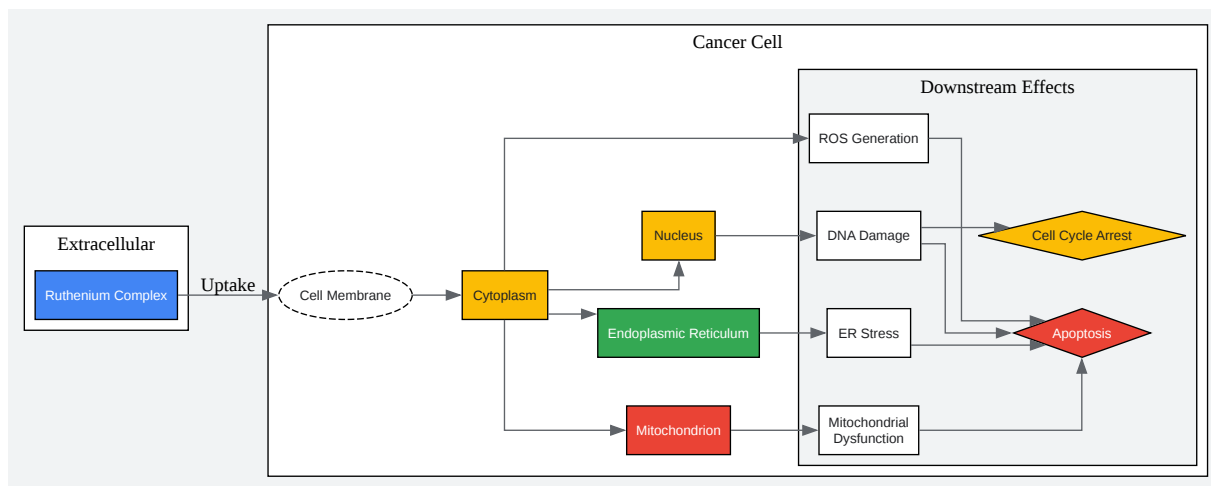 Cancer Cell
Downstream Effects
ROS Generation
Extracellular
Nucleus
DNA Damage
Cell Cycle Arrest
Ruthenium Complex
Uptake
Cell Membrane
Cytoplasm
Endoplasmic Reticulum
ER Stress
Apoptosis
Mitochondrion
Mitochondrial
Dysfunction